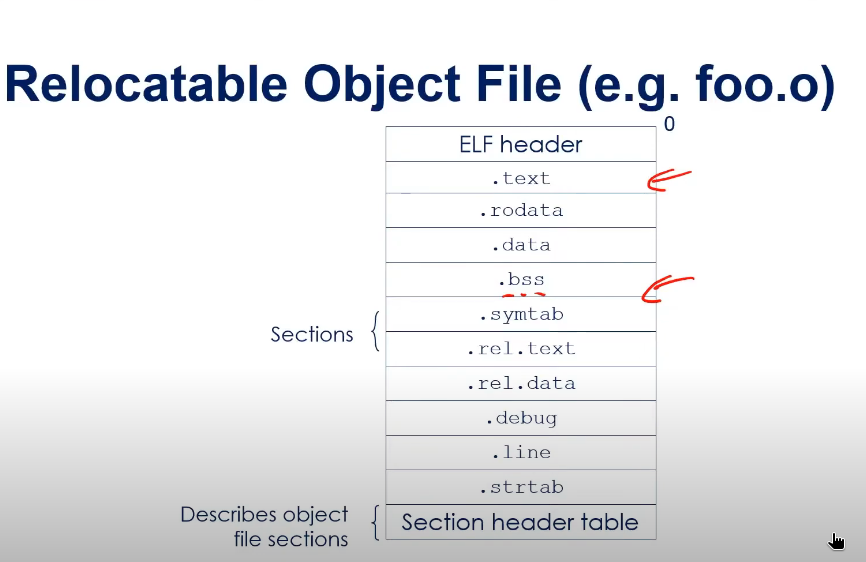 Relocatable Object File (e.g. foo.o)
0
ELF header
.text
.rodata
.data
.bss
.symtab
Sections
.rel.text
.rel.data
.debug
.line
.strtab
Describes object
file sections
Section header table